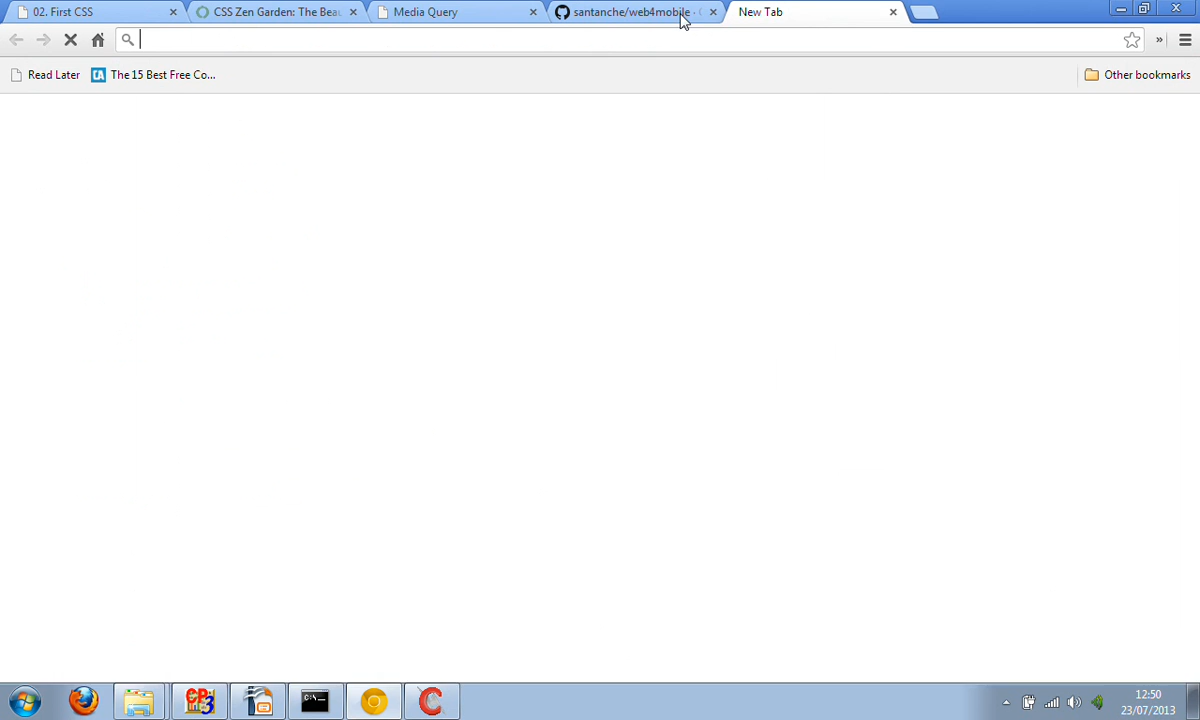 02. First CSS
CSS Zen Garden: The Beau
Media Query
santanche/web4mobile ·
New Tab
»
Read Later
The 15 Best Free Co...
Other bookmarks
12:50
23/07/2013